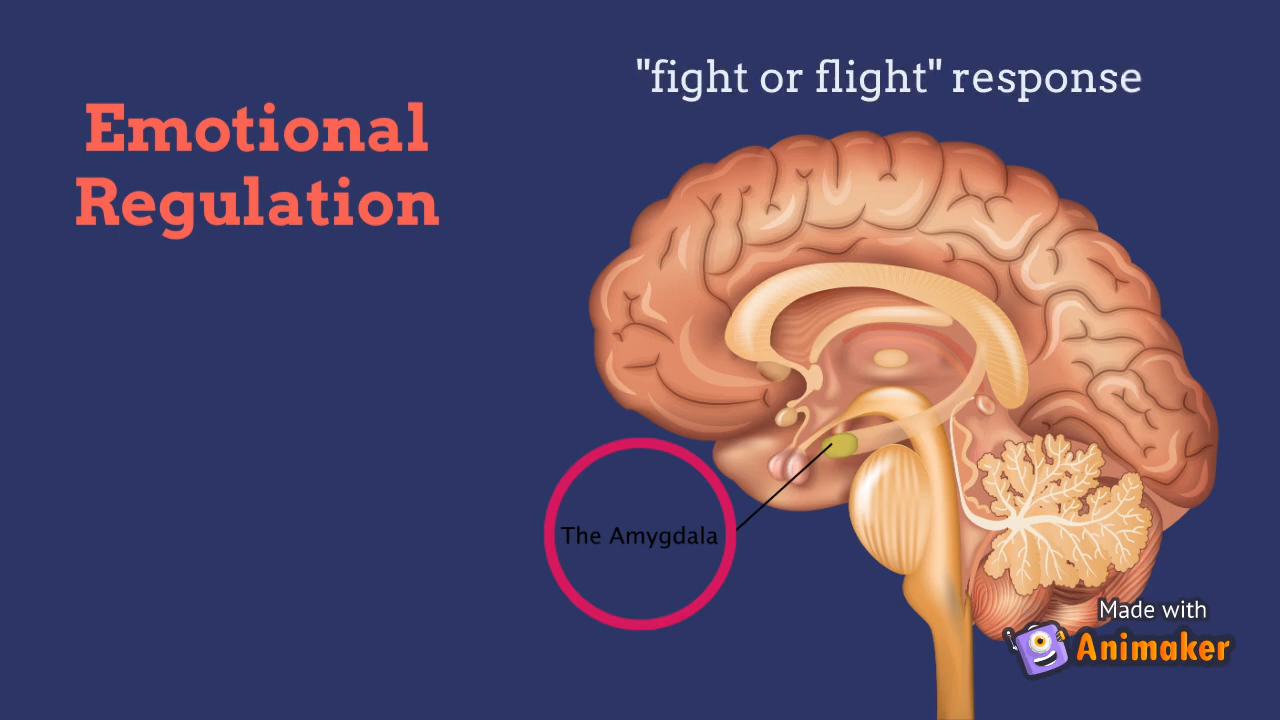 Emotional
Regulation
"fight or flight" response
The Amygdala
Made with
Animaker